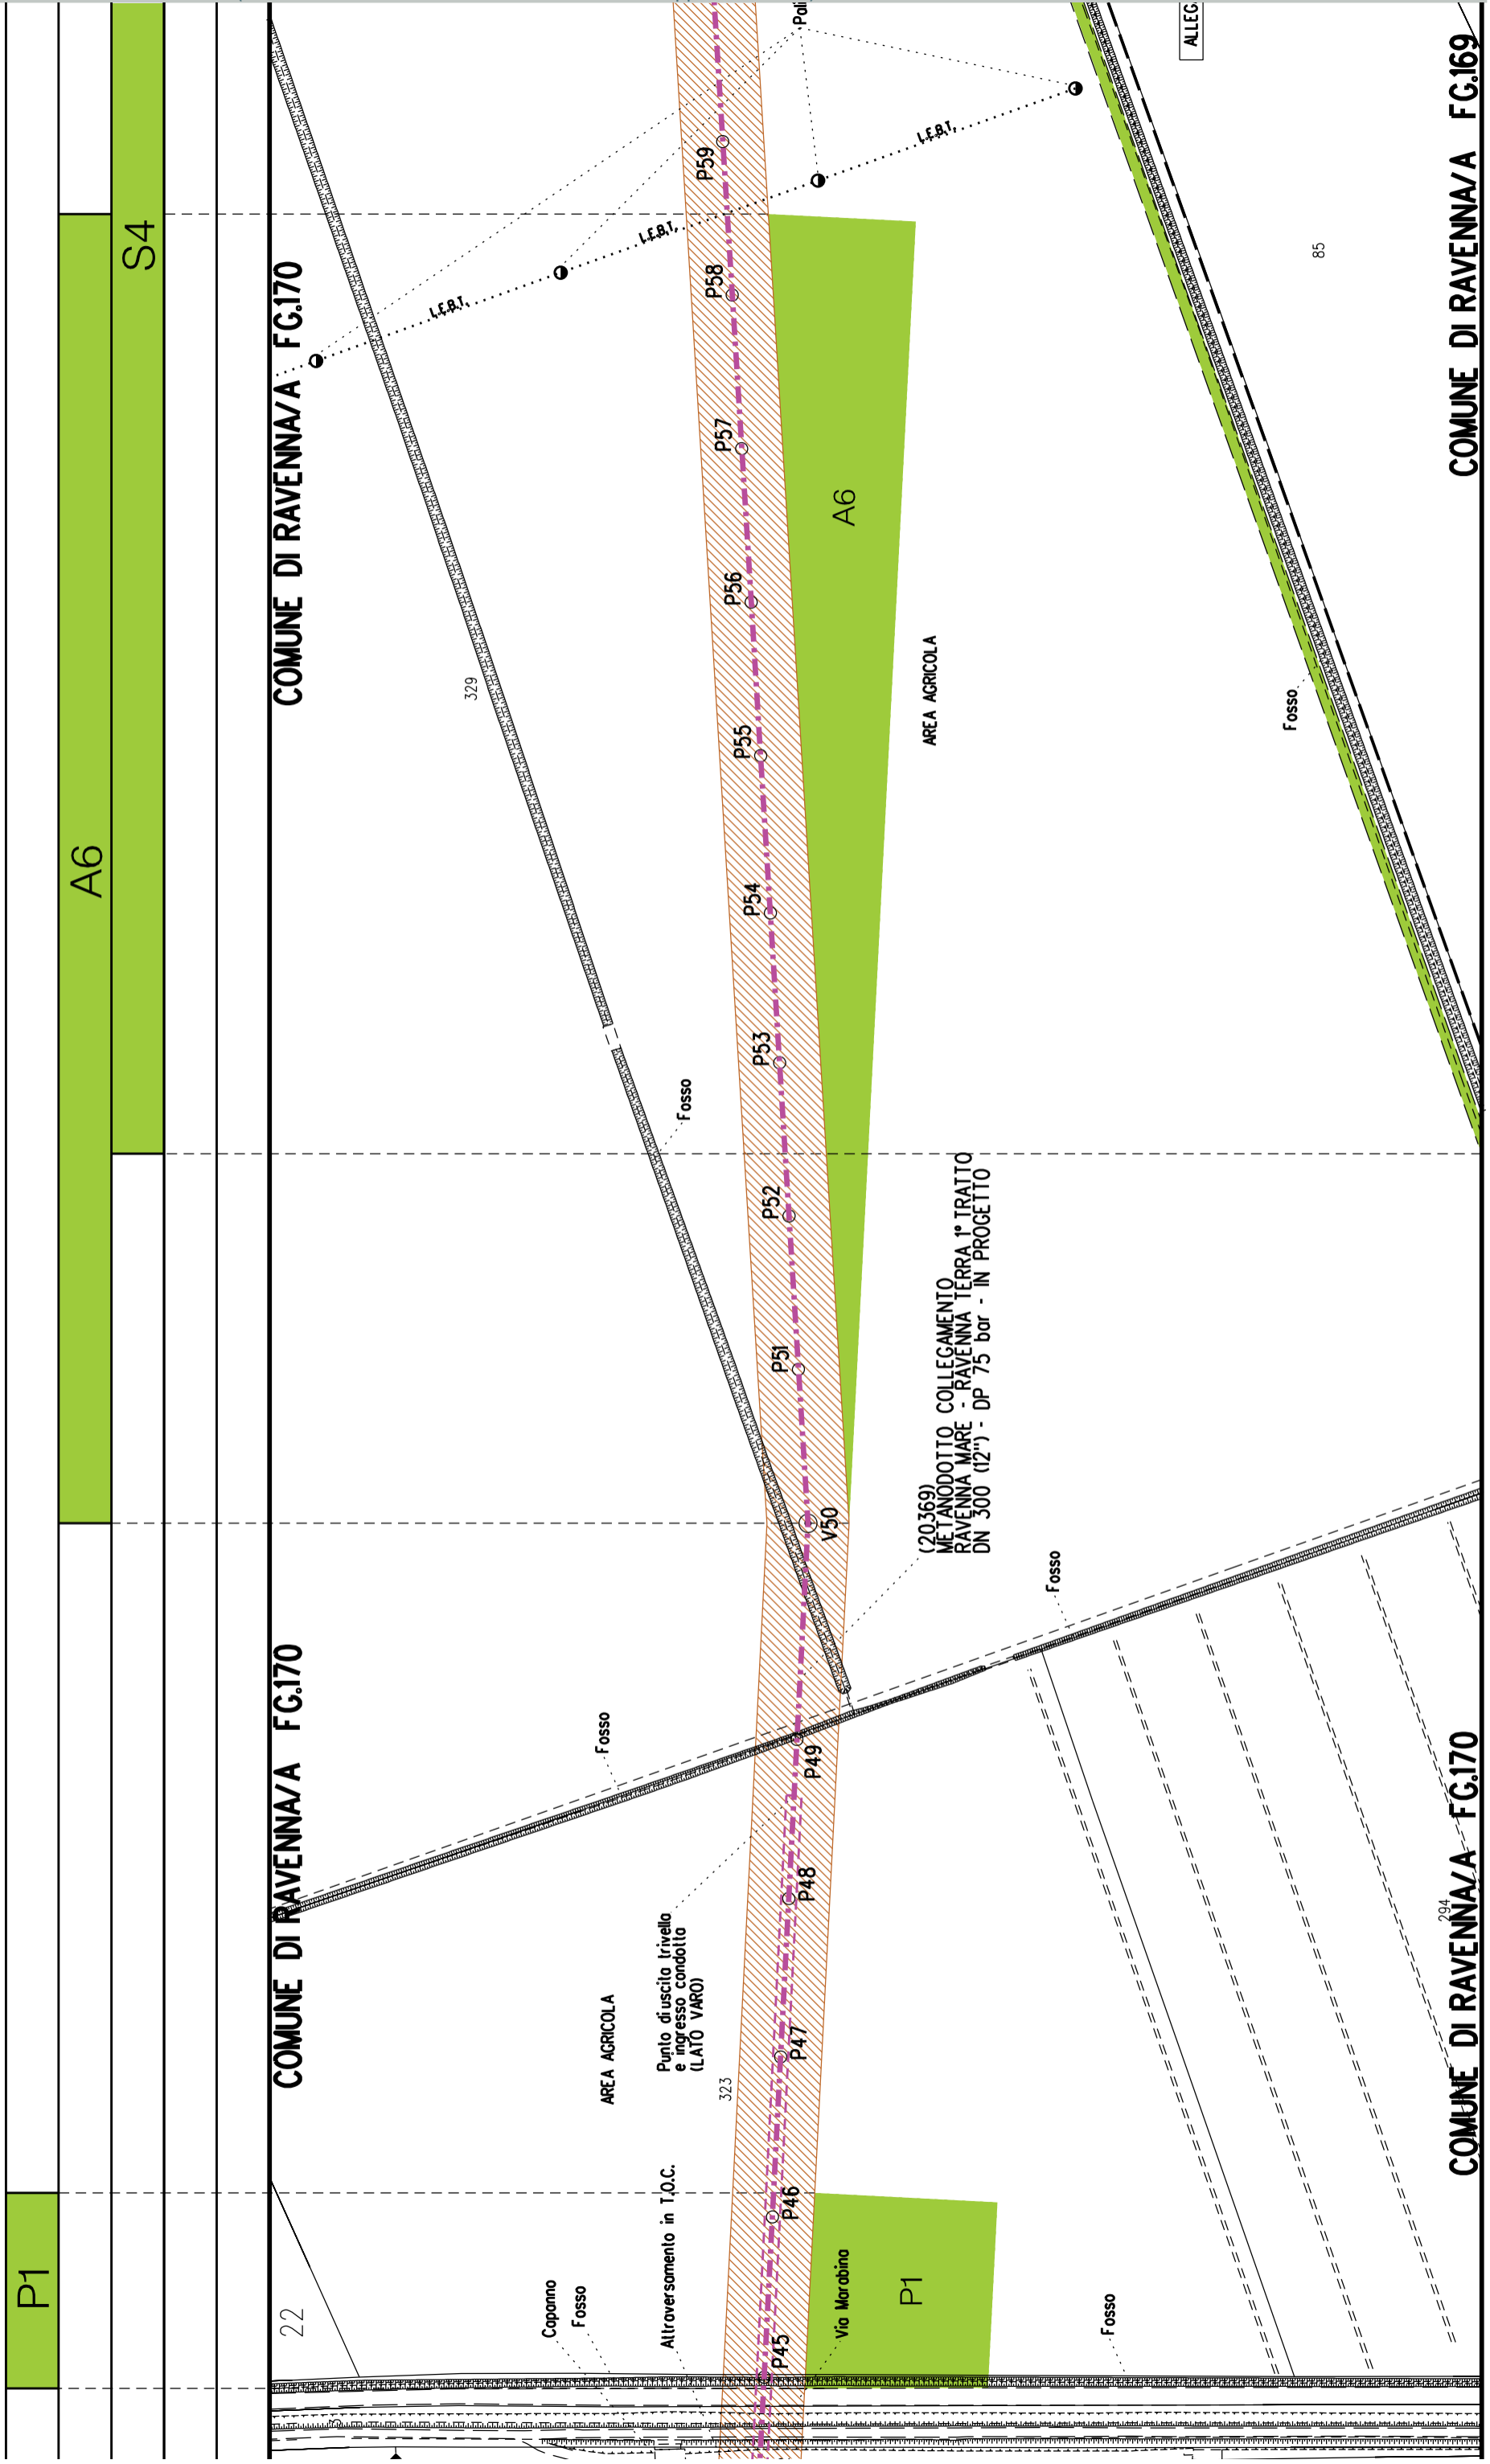 P1
A6
S4
COMUNE DI RAVENNA/A FG.170
COMUNE DI RAVENNA/A FG.170
22
329
Capanno
Fosso
Fosso
AREA AGRICOLA
Attraversamento in T.O.C.
Punto di uscita trivella
e ingresso condotta
(LATO VARO)
323
Fosso
P45
P46
P47
P48
P49
V50
P51
P52
P53
P54
P55
P56
P57
P58
P59
L.E.B.T.
L.E.B.T.
L.E.B.T.
Via Marabina
P1
A6
(20369)
METANODOTTO COLLEGAMENTO
RAVENNA MARE - RAVENNA TERRA 1° TRATTO
DN 300 (12") - DP 75 bar - IN PROGETTO
AREA AGRICOLA
Fosso
Fosso
Fosso
85
294
COMUNE DI RAVENNA/A FG.170
COMUNE DI RAVENNA/A FG.169